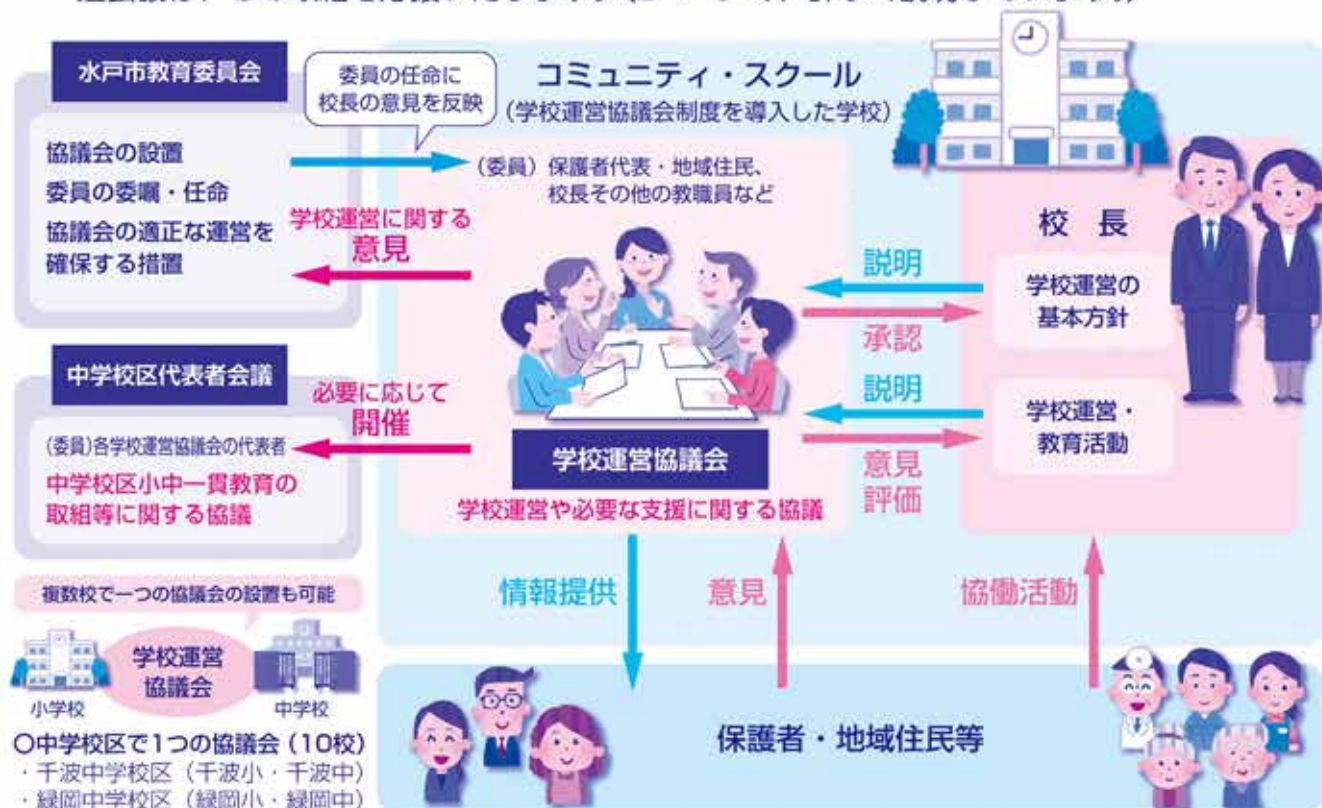 水戸市教育委員会
協議会の設置
委員の委嘱・任命
協議会の適正な運営を
確保する措置
委員の任命に
校長の意見を反映
学校運営に関する
意見
コミュニティ・スクール
(学校運営協議会制度を導入した学校)
(委員) 保護者代表・地域住民、
校長その他の教職員など
学校運営協議会
学校運営や必要な支援に関する協議
説明
承認
説明
意見
評価
校 長
学校運営の
基本方針
学校運営・
教育活動
中学校区代表者会議
(委員)各学校運営協議会の代表者
中学校区小中一貫教育の
取組等に関する協議
必要に応じて
開催
情報提供
意見
協働活動
保護者・地域住民等
複数校で一つの協議会の設置も可能
学校運営
協議会
小学校
中学校
○中学校区で1つの協議会(10校)
・千波中学校区(千波小・千波中)
・緑岡中学校区(緑岡小・緑岡中)